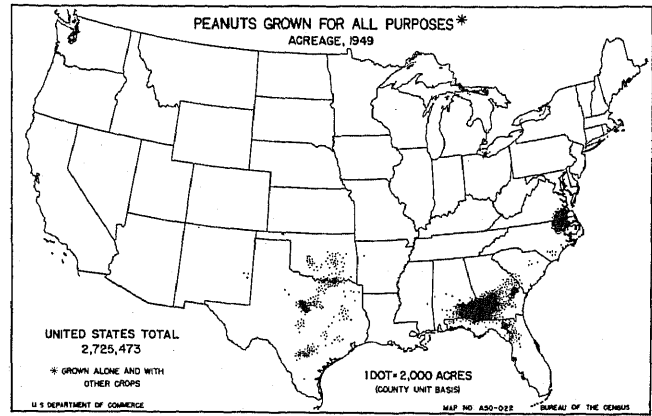 PEANUTS GROWN FOR ALL PURPOSES*
ACREAGE, 1949
UNITED STATES TOTAL
2,725,473
* GROWN ALONE AND WITH
OTHER CROPS
1 DOT = 2,000 ACRES
(COUNTY UNIT BASIS)
U S DEPARTMENT OF COMMERCE
MAP NO A50-022
BUREAU OF THE CENSUS